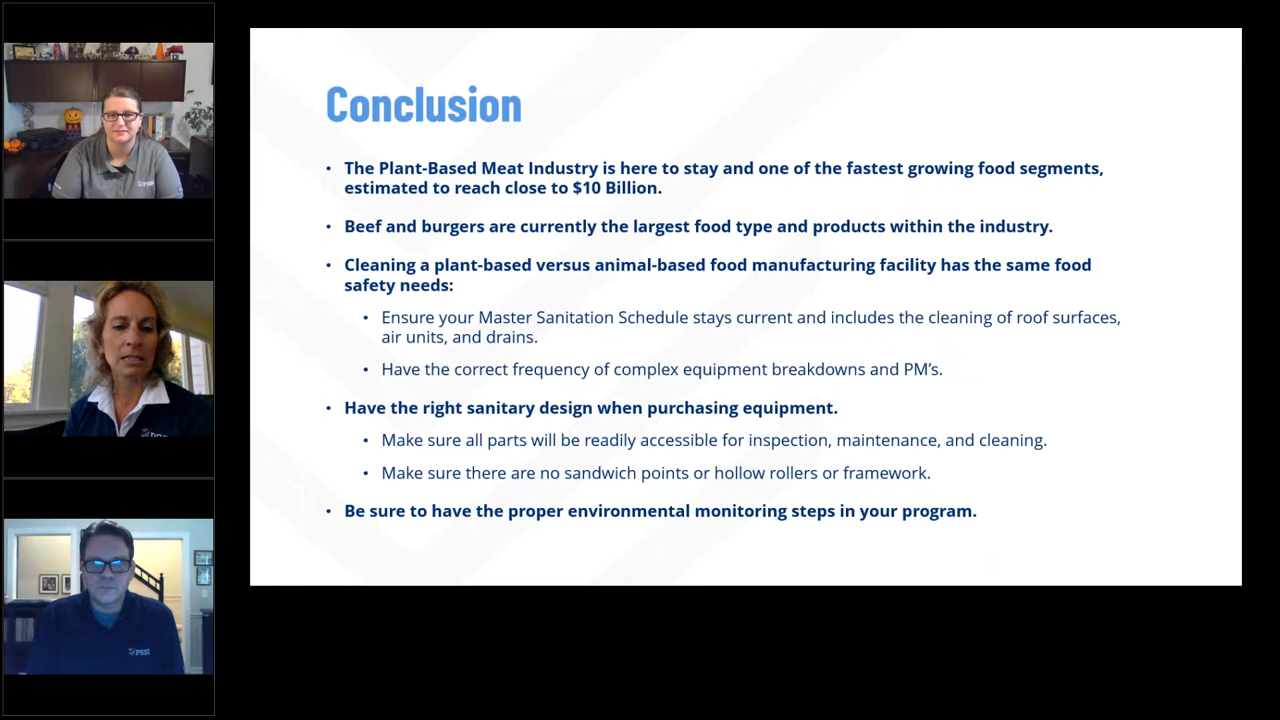 Conclusion
• The Plant-Based Meat Industry is here to stay and one of the fastest growing food segments,
estimated to reach close to $10 Billion.
• Beef and burgers are currently the largest food type and products within the industry.
• Cleaning a plant-based versus animal-based food manufacturing facility has the same food
safety needs:
• Ensure your Master Sanitation Schedule stays current and includes the cleaning of roof surfaces,
air units, and drains.
• Have the correct frequency of complex equipment breakdowns and PM’s.
• Have the right sanitary design when purchasing equipment.
• Make sure all parts will be readily accessible for inspection, maintenance, and cleaning.
• Make sure there are no sandwich points or hollow rollers or framework.
• Be sure to have the proper environmental monitoring steps in your program.
PSSI
PSSI